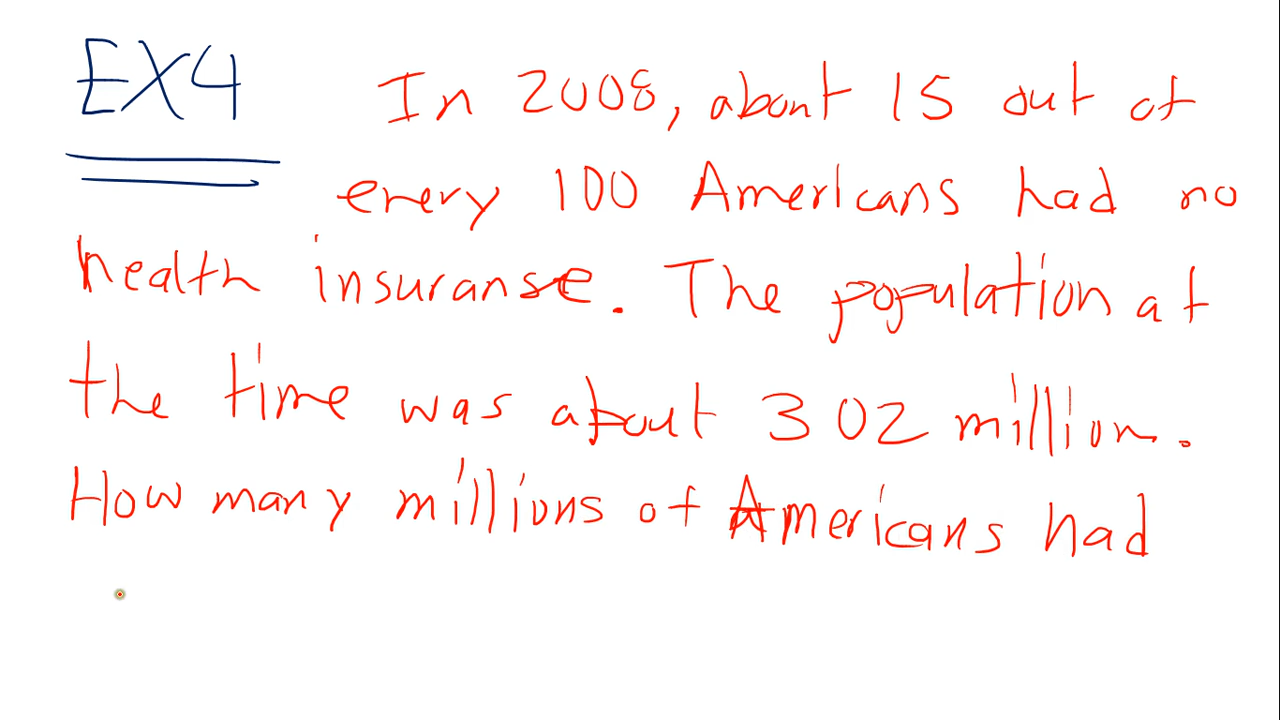 EX4 In 2008, about 15 out of
every 100 Americans had no
health insuranse. The population at
the time was about 302 million.
How many millions of Americans had